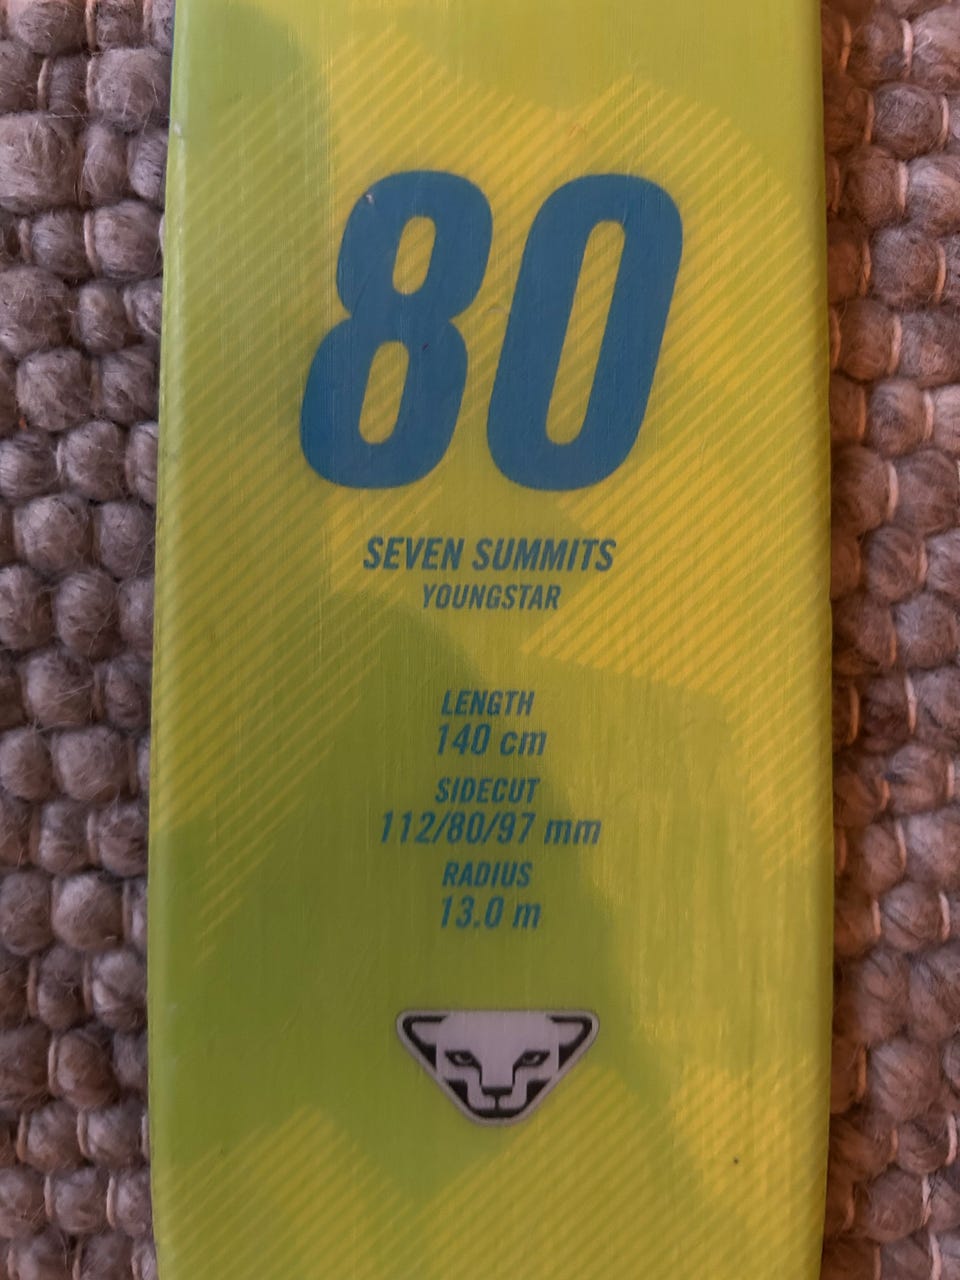 80
SEVEN SUMMITS
YOUNGSTAR
LENGTH
140 cm
SIDECUT
112/80/97 mm
RADIUS
13.0 m